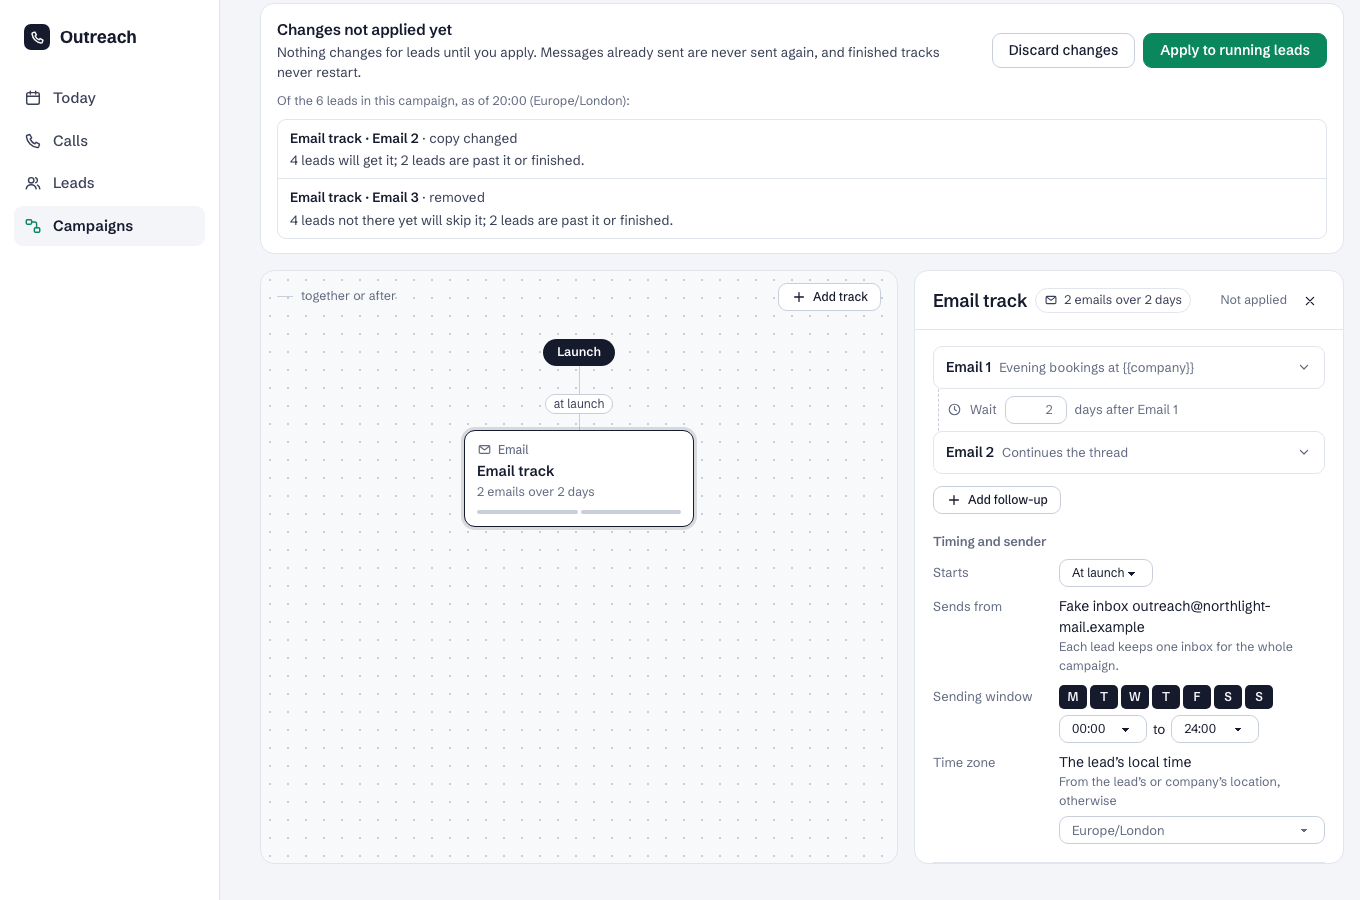 Outreach
Today
Calls
Leads
Campaigns
Changes not applied yet
Nothing changes for leads until you apply. Messages already sent are never sent again, and finished tracks
never restart.
Discard changes
Apply to running leads
Of the 6 leads in this campaign, as of 20:00 (Europe/London):
Email track · Email 2 · copy changed
4 leads will get it; 2 leads are past it or finished.
Email track · Email 3 · removed
4 leads not there yet will skip it; 2 leads are past it or finished.
together or after
Add track
Launch
at launch
Email
Email track
2 emails over 2 days
Email track
2 emails over 2 days
Not applied
Email 1 Evening bookings at {{company}}
Wait 2 days after Email 1
Email 2 Continues the thread
Add follow-up
Timing and sender
Starts
At launch
Sends from
Fake inbox outreach@northlight-
mail.example
Each lead keeps one inbox for the whole
campaign.
Sending window
M T W T F S S
00:00 to 24:00
Time zone
The lead’s local time
From the lead’s or company’s location,
otherwise
Europe/London